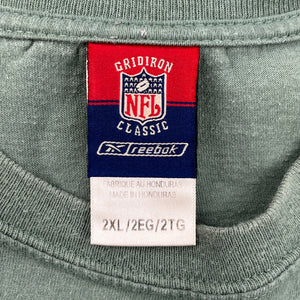 GRIDIRON
NFL
CLASSIC
Reebok
FABRIQUÉ AU HONDURAS
MADE IN HONDURAS
2XL/2EG/2TG